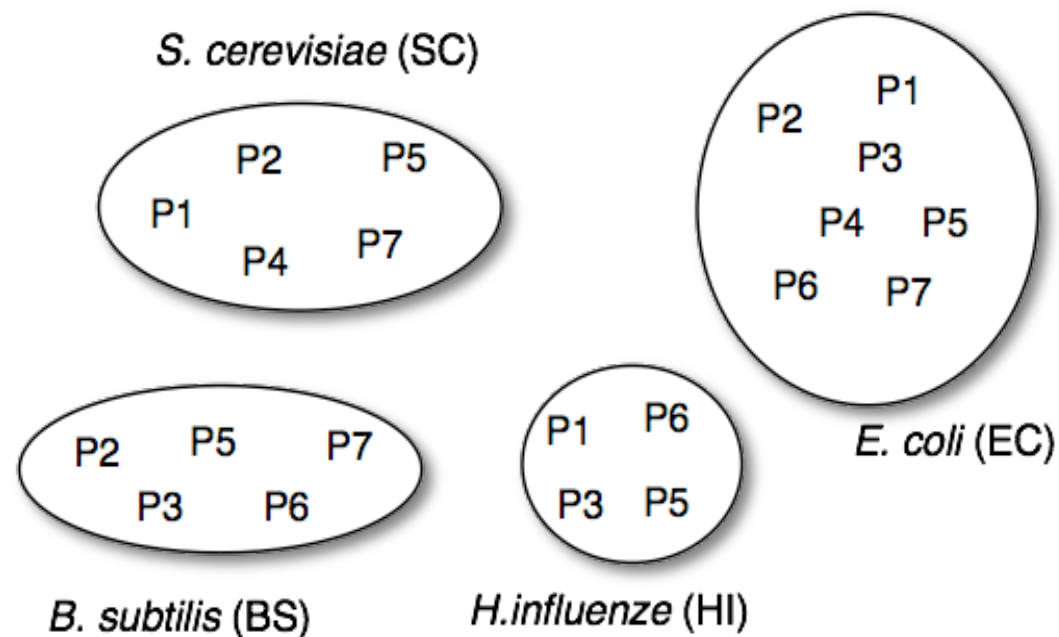 S. cerevisiae (SC)
P2 P5
P1
P4 P7
P1
P2
P3
P4 P5
P6 P7
E. coli (EC)
P2 P5 P7
P3 P6
B. subtilis (BS)
P1 P6
P3 P5
H.influenze (HI)